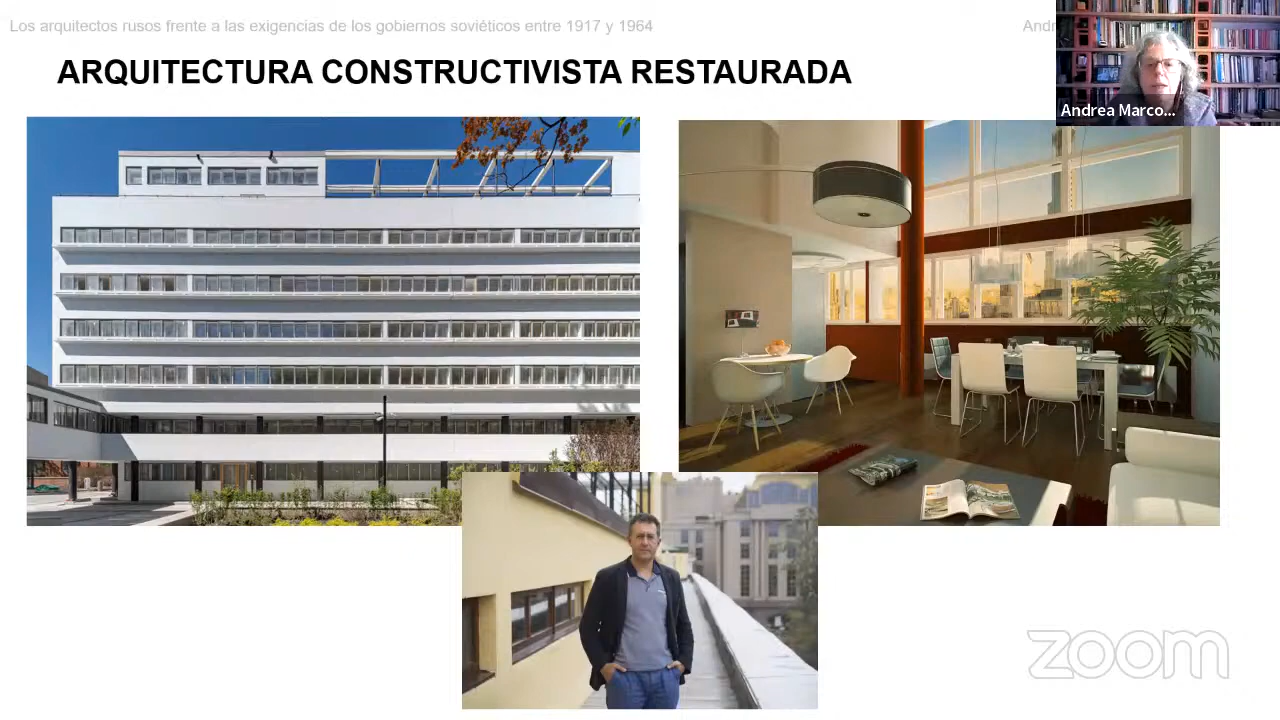 Los arquitectos rusos frente a las exigencias de los gobiernos soviéticos entre 1917 y 1964
Andr
ARQUITECTURA CONSTRUCTIVISTA RESTAURADA
Andrea Marco...
zoom